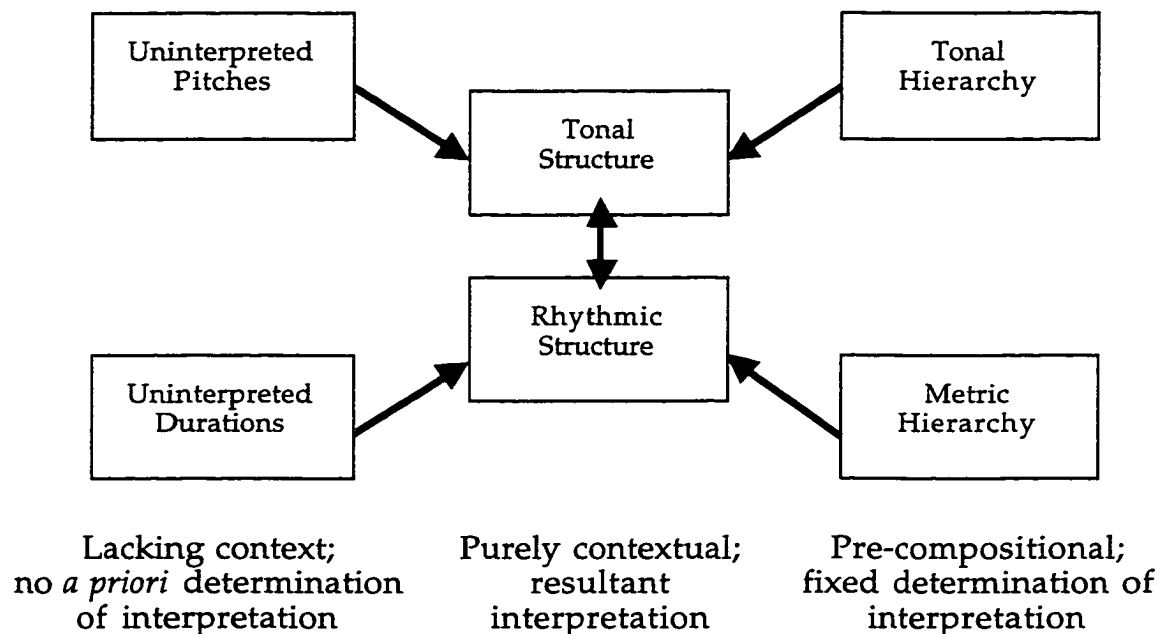 Uninterpreted
Pitches
Tonal
Hierarchy
Tonal
Structure
Rhythmic
Structure
Uninterpreted
Durations
Metric
Hierarchy
Lacking context;
no a priori determination
of interpretation
Purely contextual;
resultant
interpretation
Pre-compositional;
fixed determination of
interpretation